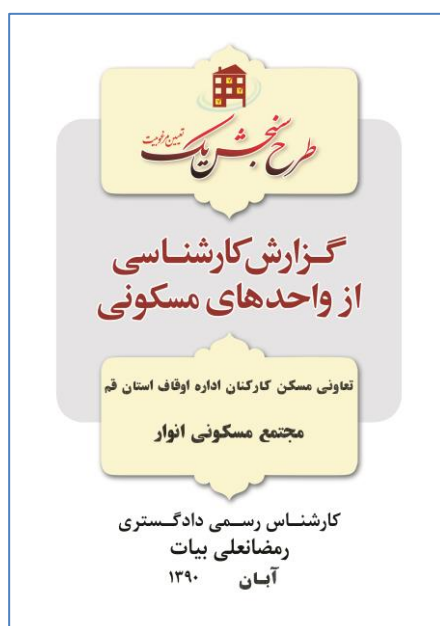 طرح سنجش یک
تعیین مرغوبیت
گزارش کارشناسی
از واحدهای مسکونی
تعاونی مسکن کارکنان اداره اوقاف استان قم
مجتمع مسکونی انوار
کارشناس رسمی دادگستری
رمضانعلی بیات
آبان ۱۳۹۰